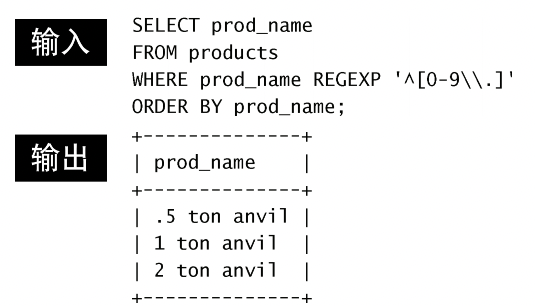 输入
SELECT prod_name
FROM products
WHERE prod_name REGEXP '^[0-9\\.]'
ORDER BY prod_name;
输出
+--------------+
| prod_name    |
+--------------+
| .5 ton anvil |
| 1 ton anvil  |
| 2 ton anvil  |
+--------------+